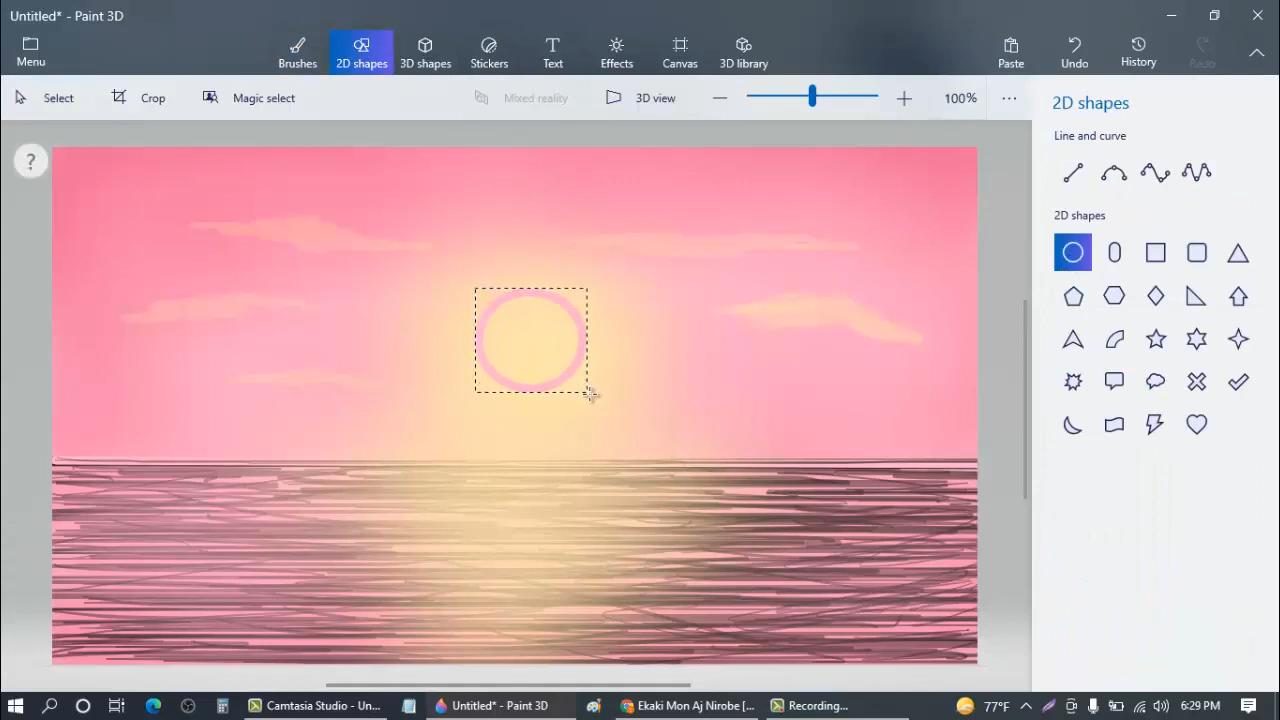 Untitled* - Paint 3D
Menu
Brushes
2D shapes
3D shapes
Stickers
Text
Effects
Canvas
3D library
Paste
Undo
History
Redo
Select
Crop
Magic select
Mixed reality
3D view
100%
2D shapes
Line and curve
?
2D shapes
Camtasia Studio - Un...
Untitled* - Paint 3D
Ekaki Mon Aj Nirobe [...
Recording...
77°F
6:29 PM